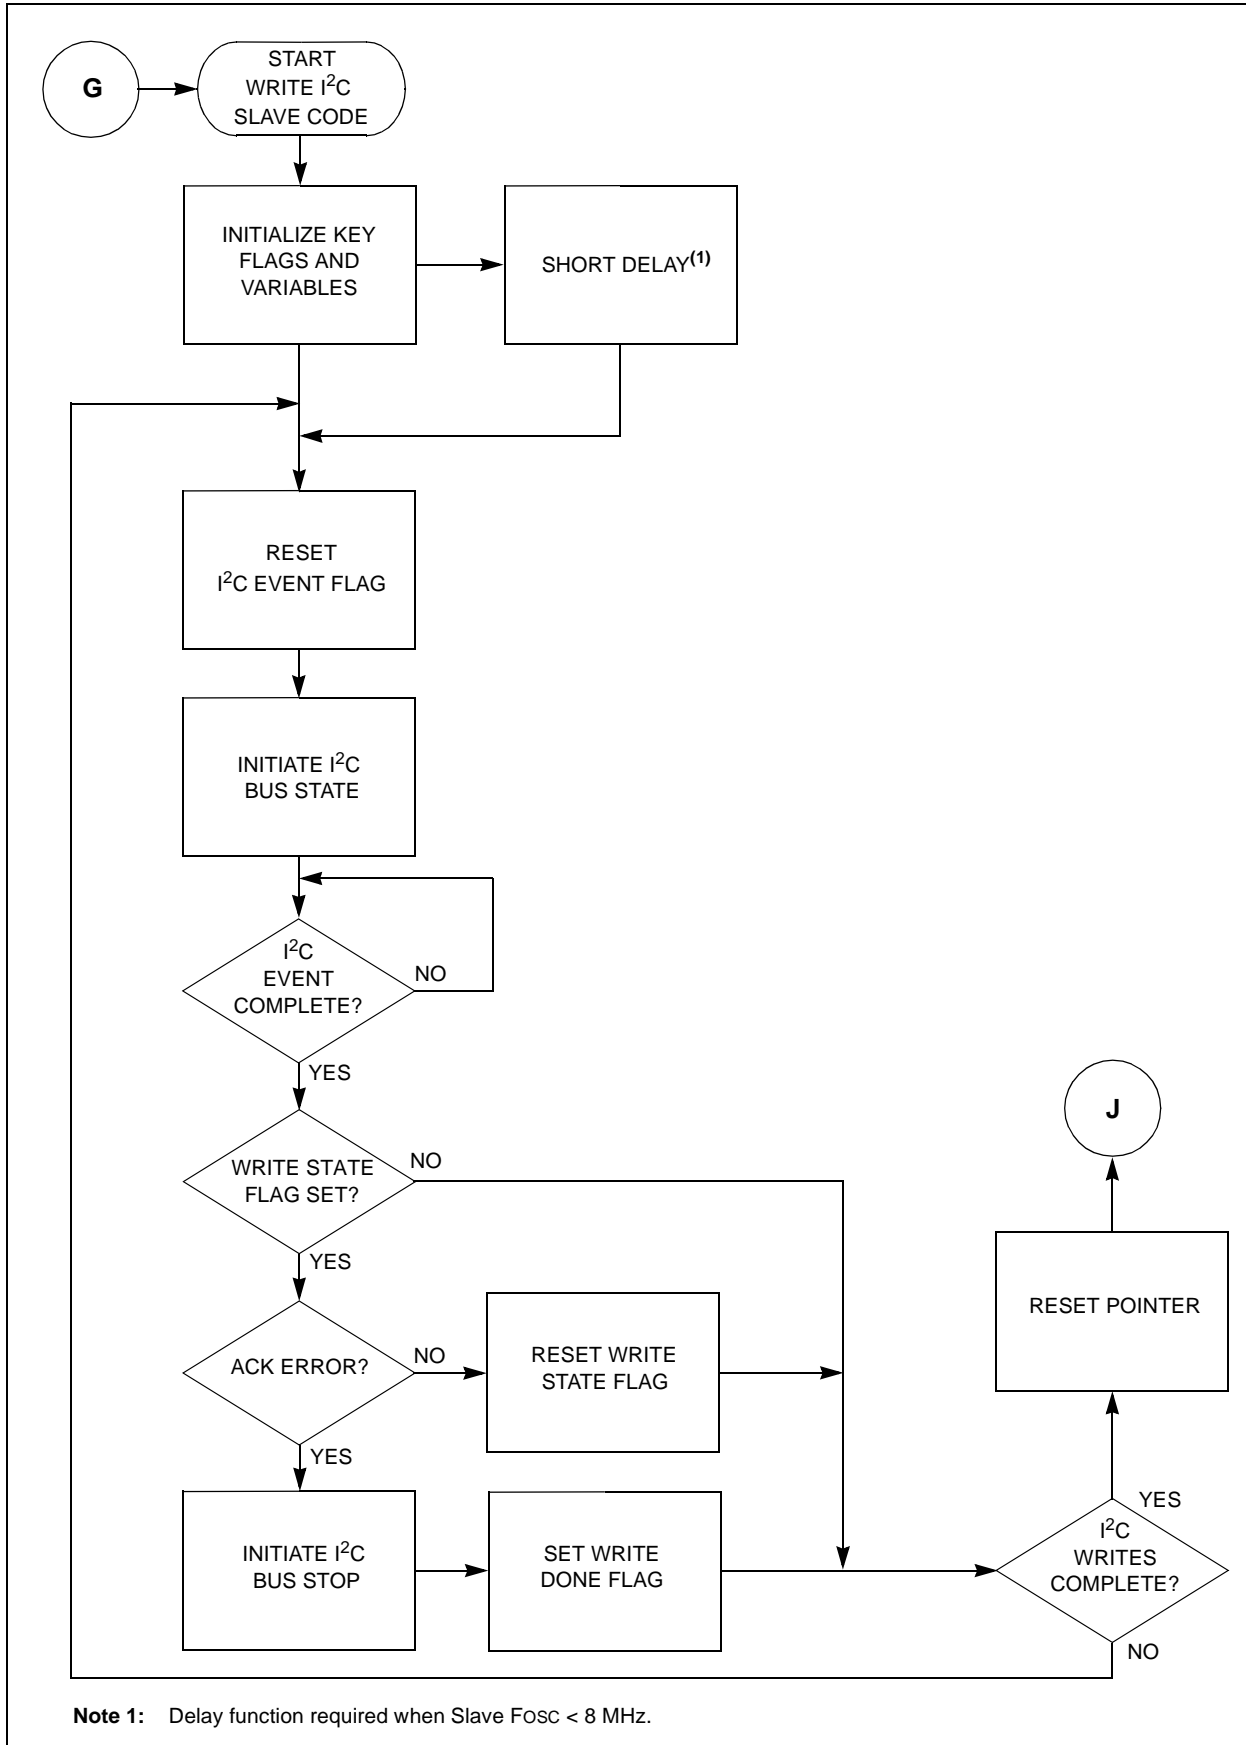 G
START
WRITE I²C
SLAVE CODE
INITIALIZE KEY
FLAGS AND
VARIABLES
SHORT DELAY(1)
RESET
I²C EVENT FLAG
INITIATE I²C
BUS STATE
I²C
EVENT
COMPLETE?
NO
YES
WRITE STATE
FLAG SET?
NO
YES
ACK ERROR?
NO
RESET WRITE
STATE FLAG
YES
INITIATE I²C
BUS STOP
SET WRITE
DONE FLAG
J
RESET POINTER
YES
I²C
WRITES
COMPLETE?
NO
Note 1: Delay function required when Slave FOSC < 8 MHz.